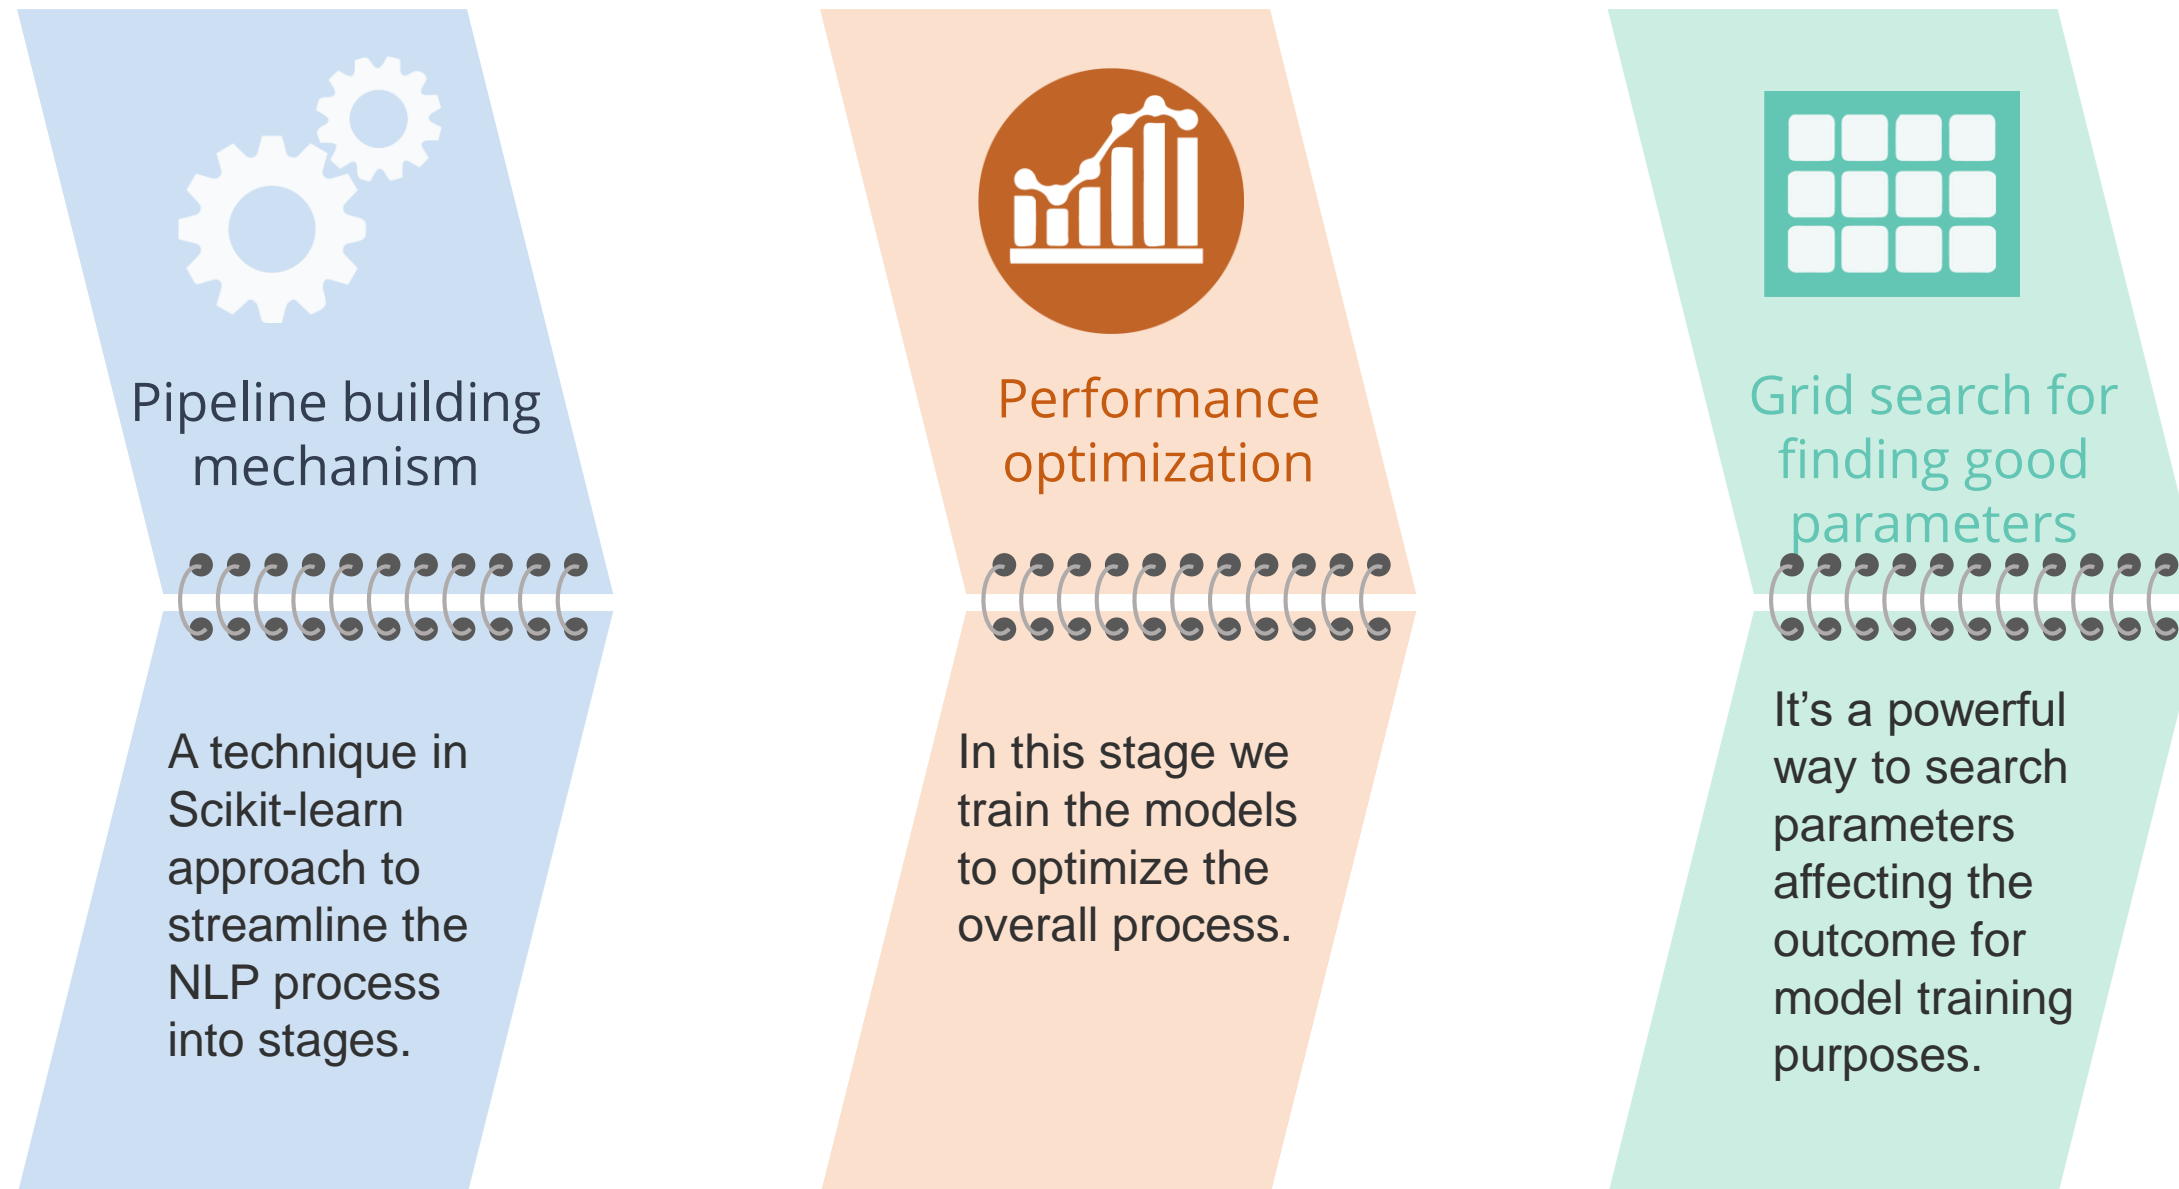 Pipeline building
mechanism
A technique in
Scikit-learn
approach to
streamline the
NLP process
into stages.
Performance
optimization
In this stage we
train the models
to optimize the
overall process.
Grid search for
finding good
parameters
It’s a powerful
way to search
parameters
affecting the
outcome for
model training
purposes.